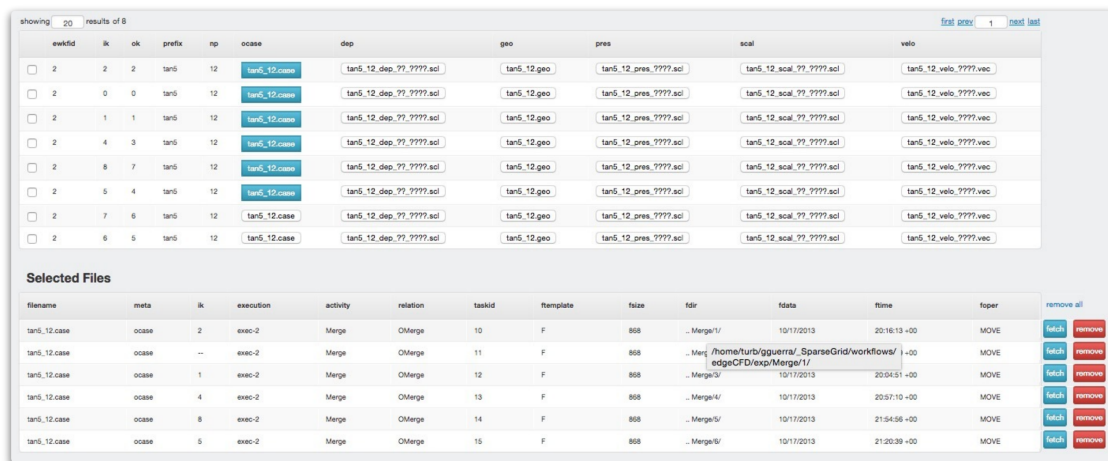 showing 20 results of 8 first prev 1 next last
ewkfid ik ok prefix np ocase dep geo pres scal velo
2 2 2 tan5 12 tan5_12.case tan5_12_dep_??_????.scl tan5_12.geo tan5_12_pres_????.scl tan5_12_scal_??_????.scl tan5_12_velo_????.vec
2 0 0 tan5 12 tan5_12.case tan5_12_dep_??_????.scl tan5_12.geo tan5_12_pres_????.scl tan5_12_scal_??_????.scl tan5_12_velo_????.vec
2 1 1 tan5 12 tan5_12.case tan5_12_dep_??_????.scl tan5_12.geo tan5_12_pres_????.scl tan5_12_scal_??_????.scl tan5_12_velo_????.vec
2 4 3 tan5 12 tan5_12.case tan5_12_dep_??_????.scl tan5_12.geo tan5_12_pres_????.scl tan5_12_scal_??_????.scl tan5_12_velo_????.vec
2 8 7 tan5 12 tan5_12.case tan5_12_dep_??_????.scl tan5_12.geo tan5_12_pres_????.scl tan5_12_scal_??_????.scl tan5_12_velo_????.vec
2 5 4 tan5 12 tan5_12.case tan5_12_dep_??_????.scl tan5_12.geo tan5_12_pres_????.scl tan5_12_scal_??_????.scl tan5_12_velo_????.vec
2 7 6 tan5 12 tan5_12.case tan5_12_dep_??_????.scl tan5_12.geo tan5_12_pres_????.scl tan5_12_scal_??_????.scl tan5_12_velo_????.vec
2 6 5 tan5 12 tan5_12.case tan5_12_dep_??_????.scl tan5_12.geo tan5_12_pres_????.scl tan5_12_scal_??_????.scl tan5_12_velo_????.vec
Selected Files
filename meta ik execution activity relation taskid ftemplate fsize fdir fdata ftime foper remove all
tan5_12.case ocase 2 exec-2 Merge OMerge 10 F 868 .. Merge/1/ 10/17/2013 20:16:13 +00 MOVE fetch remove
tan5_12.case ocase -- exec-2 Merge OMerge 11 F 868 .. Merg +00 MOVE fetch remove
/home/turb/gguerra/_SparseGrid/workflows/
edgeCFD/exp/Merge/1/
tan5_12.case ocase 1 exec-2 Merge OMerge 12 F 868 .. Merge/3/ 10/17/2013 20:04:51 +00 MOVE fetch remove
tan5_12.case ocase 4 exec-2 Merge OMerge 13 F 868 .. Merge/4/ 10/17/2013 20:57:10 +00 MOVE fetch remove
tan5_12.case ocase 8 exec-2 Merge OMerge 14 F 868 .. Merge/5/ 10/17/2013 21:54:56 +00 MOVE fetch remove
tan5_12.case ocase 5 exec-2 Merge OMerge 15 F 868 .. Merge/6/ 10/17/2013 21:20:39 +00 MOVE fetch remove